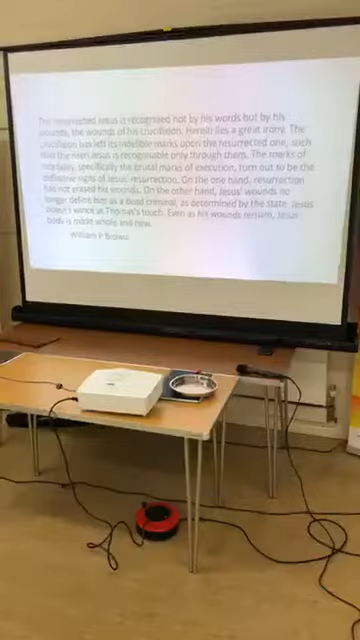 The resurrected Jesus is recognised not by his words but by his
wounds, the wounds of his crucifixion. Herein lies a great irony. The
crucifixion has left its indelible marks upon the resurrected one, such
that the risen Jesus is recognisable only through them. The marks of
mortality, specifically the brutal marks of execution, turn out to be the
definitive signs of Jesus' resurrection. On the one hand, resurrection
has not erased his wounds. On the other hand, Jesus' wounds no
longer define him as a dead criminal, as determined by the state. Jesus
doesn't wince at Thomas's touch. Even as his wounds remain, Jesus'
body is made whole and new.
William P Brown